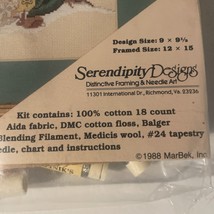 Design Size: 9 × 9¼
Framed Size: 12 × 15
Serendipity Designs
Distinctive Framing & Needle Art
11301 International Dr., Richmond, Va. 23236
Kit contains: 100% cotton 18 count
Aida fabric, DMC cotton floss, Balger
Blending Filament, Medicis wool, #24 tapestry
needle, chart and instructions
©1988 MarBek, Inc.